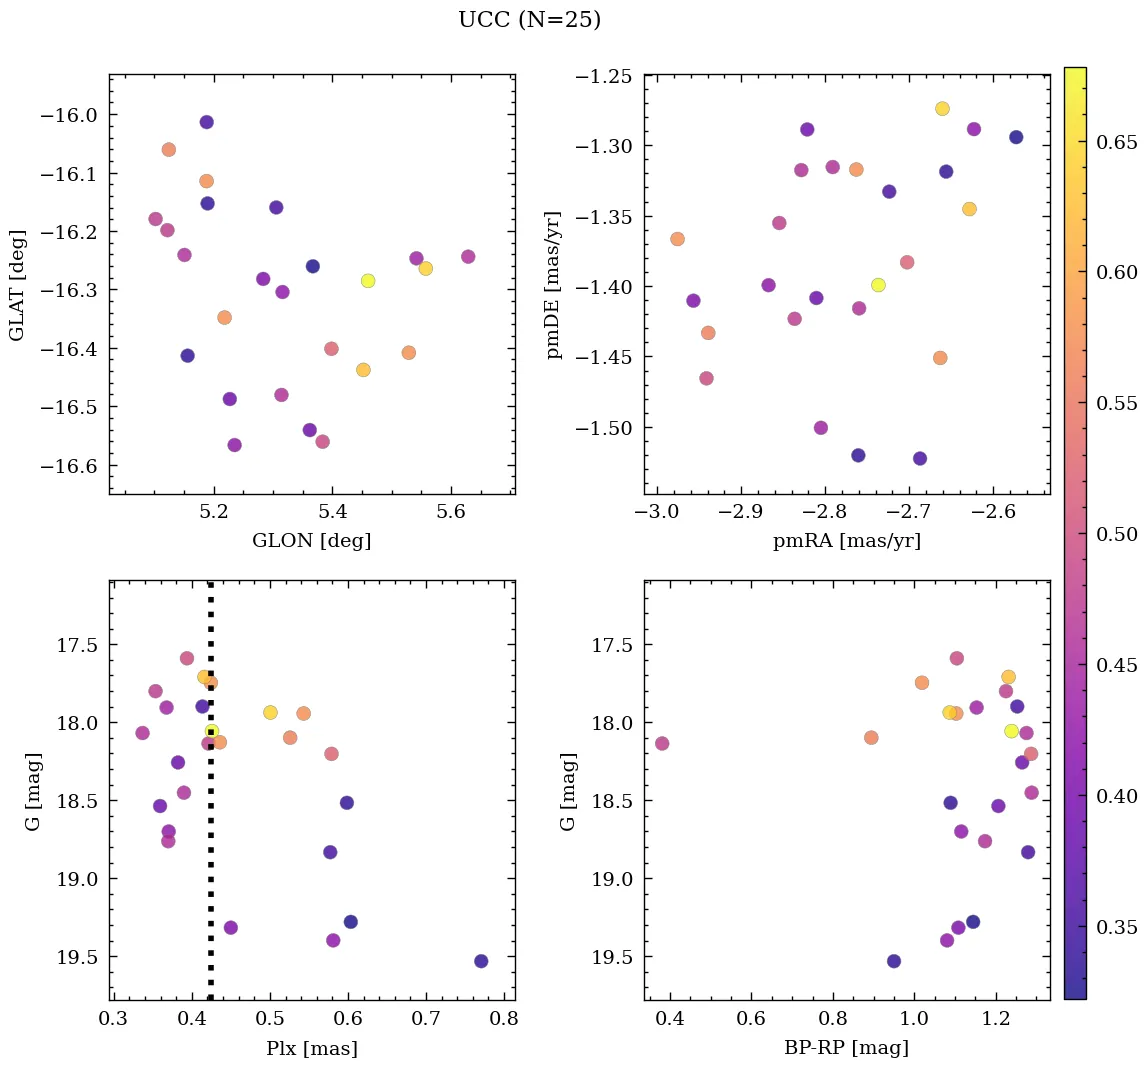 UCC (N=25)
−16.0
−16.1
−16.2
−16.3
−16.4
−16.5
−16.6
GLAT [deg]
5.2 5.4 5.6
GLON [deg]
−1.25
−1.30
−1.35
−1.40
−1.45
−1.50
pmDE [mas/yr]
−3.0 −2.9 −2.8 −2.7 −2.6
pmRA [mas/yr]
17.5
18.0
18.5
19.0
19.5
G [mag]
0.3 0.4 0.5 0.6 0.7 0.8
Plx [mas]
17.5
18.0
18.5
19.0
19.5
G [mag]
0.4 0.6 0.8 1.0 1.2
BP-RP [mag]
0.65
0.60
0.55
0.50
0.45
0.40
0.35